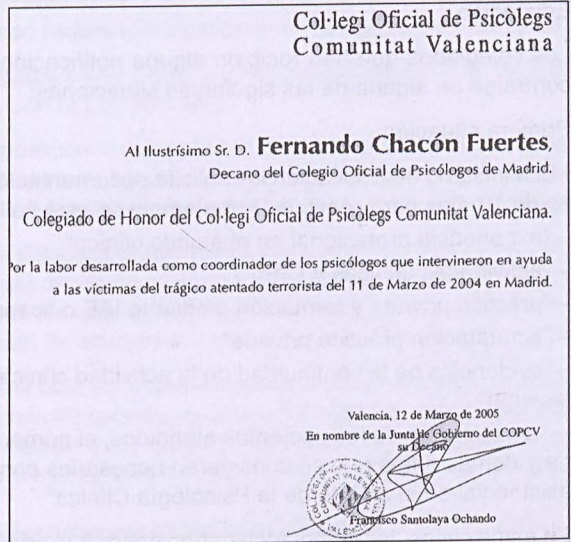 Col·legi Oficial de Psicòlegs
Comunitat Valenciana
Al Ilustrísimo Sr. D. Fernando Chacón Fuertes,
Decano del Colegio Oficial de Psicólogos de Madrid.
Colegiado de Honor del Col·legi Oficial de Psicòlegs Comunitat Valenciana.
Por la labor desarrollada como coordinador de los psicólogos que intervineron en ayuda
a las víctimas del trágico atentado terrorista del 11 de Marzo de 2004 en Madrid.
Valencia, 12 de Marzo de 2005
En nombre de la Junta de Gobierno del COPCV
su Decano
Francisco Santolaya Ochando